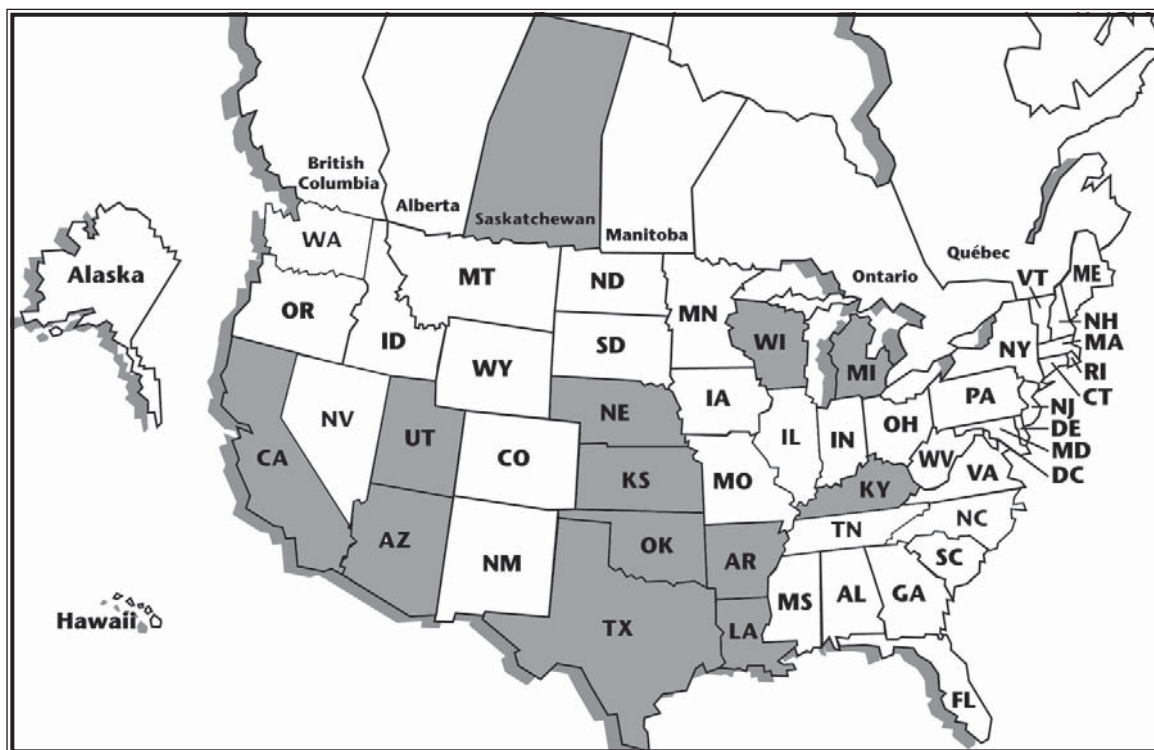 British
Columbia
Alberta
Saskatchewan
Manitoba
Ontario
Québec
Alaska
WA
MT
ND
MN
VT
ME
OR
ID
SD
WI
MI
NY
NH
MA
RI
CT
WY
NE
IA
PA
NJ
DE
MD
DC
NV
UT
CO
IL
IN
OH
WV
VA
CA
KS
MO
KY
AZ
NM
OK
AR
TN
NC
SC
TX
LA
MS
AL
GA
FL
Hawaii